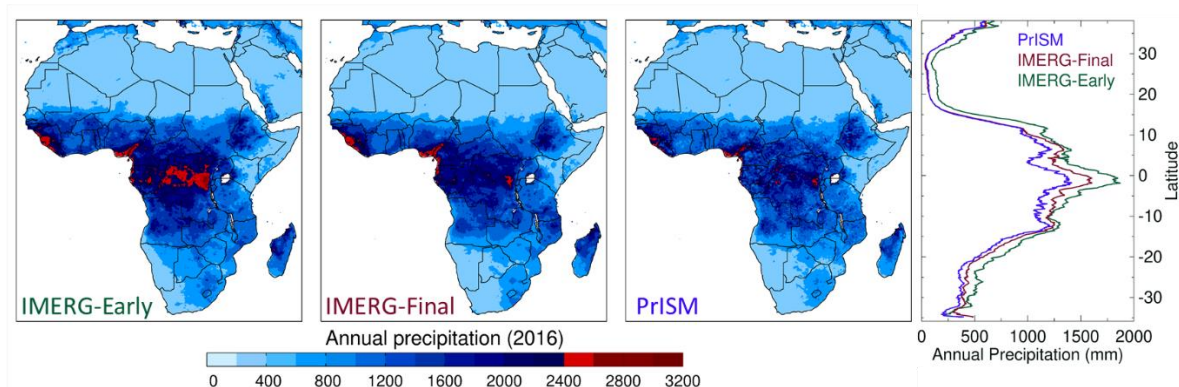 IMERG-Early
IMERG-Final
PrISM
Annual precipitation (2016)
0 400 800 1200 1600 2000 2400 2800 3200
PrISM
IMERG-Final
IMERG-Early
30
20
10
0
-10
-20
-30
Latitude
0 500 1000 1500 2000
Annual Precipitation (mm)